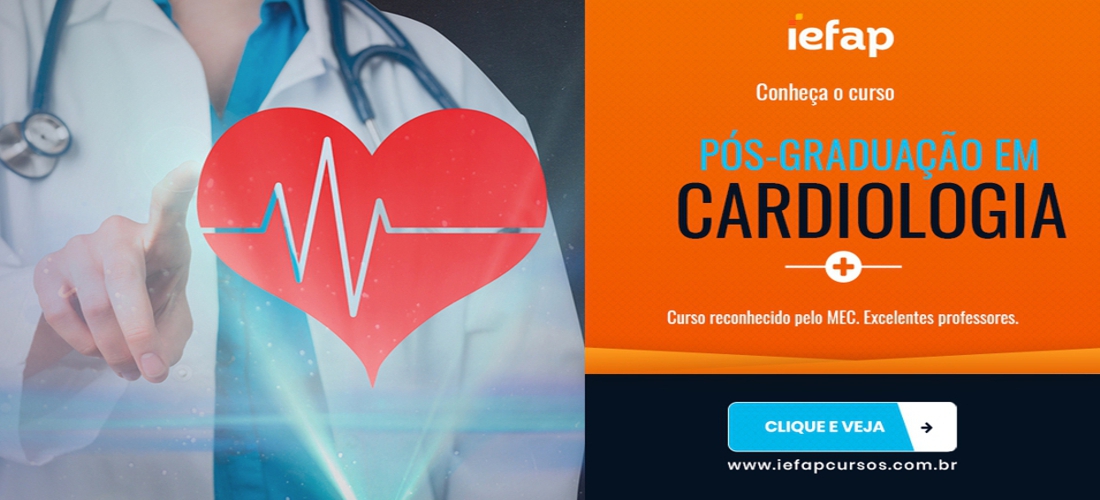 iefap
Conheça o curso
PÓS-GRADUAÇÃO EM
CARDIOLOGIA
Curso reconhecido pelo MEC. Excelentes professores.
CLIQUE E VEJA
www.iefapcursos.com.br